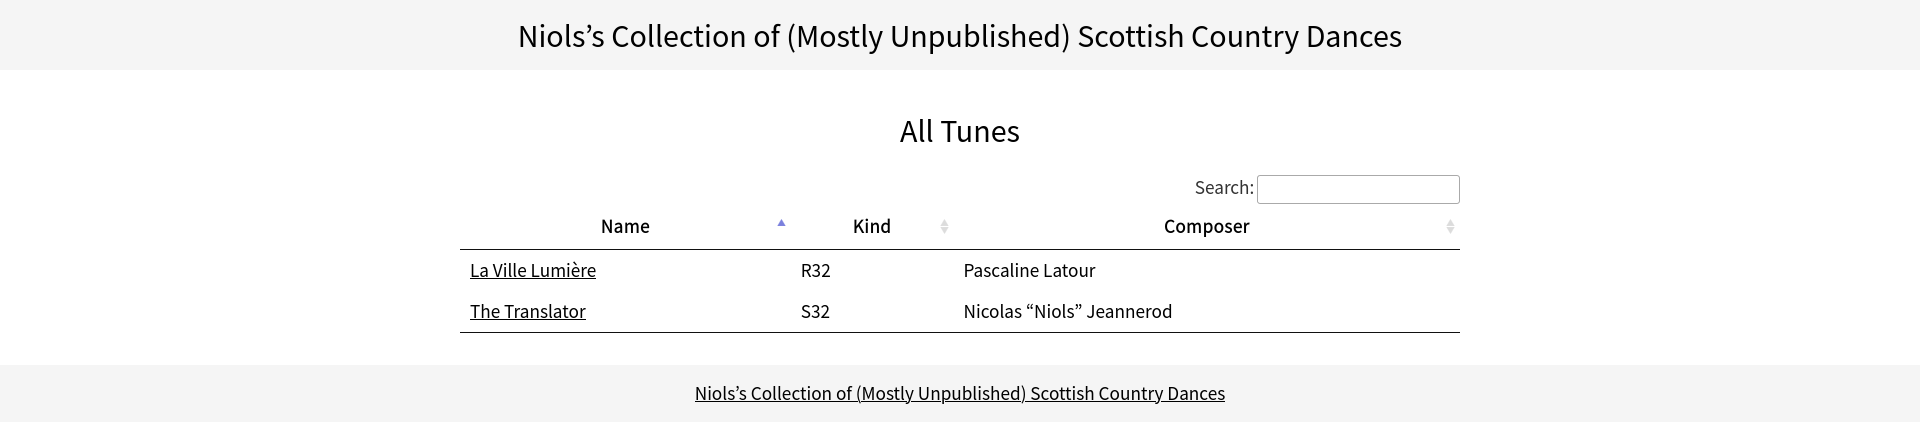 Niols’s Collection of (Mostly Unpublished) Scottish Country Dances
All Tunes
Search:
Name Kind Composer
La Ville Lumière R32 Pascaline Latour
The Translator S32 Nicolas “Niols” Jeannerod
Niols’s Collection of (Mostly Unpublished) Scottish Country Dances